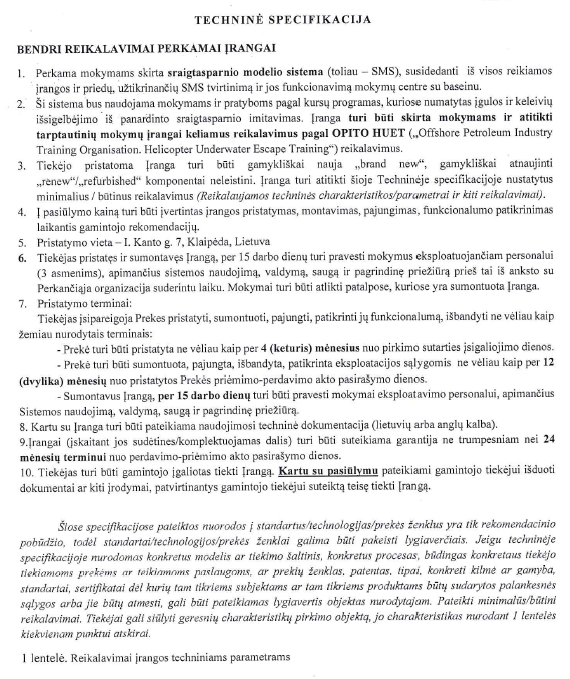 TECHNINĖ SPECIFIKACIJA
BENDRI REIKALAVIMAI PERKAMAI ĮRANGAI
1. Perkama mokymams skirta sraigtasparnio modelio sistema (toliau – SMS), susidedanti iš visos reikiamos
įrangos ir priedų, užtikrinančių SMS tvirtinimą ir jos funkcionavimą mokymų centre su baseinu.
2. Ši sistema bus naudojama mokymams ir pratyboms pagal kursų programas, kuriose numatytas įgulos ir keleivių
išsigelbėjimo iš panardinto sraigtasparnio imitavimas. Įranga turi būti skirta mokymams ir atitikti
tarptautinių mokymų įrangai keliamus reikalavimus pagal OPITO HUET („Offshore Petroleum Industry
Training Organisation. Helicopter Underwater Escape Training“) reikalavimus.
3. Tiekėjo pristatoma Įranga turi būti gamykliškai nauja „brand new“, gamykliškai atnaujinti
„renew“/„refurbished“ komponentai neleistini. Įranga turi atitikti šioje Techninėje specifikacijoje nustatytus
minimalius / būtinus reikalavimus (Reikalaujamos techninės charakteristikos/parametrai ir kiti reikalavimai).
4. Į pasiūlymo kainą turi būti įvertintas įrangos pristatymas, montavimas, pajungimas, funkcionalumo patikrinimas
laikantis gamintojo rekomendacijų.
5. Pristatymo vieta – I. Kanto g. 7, Klaipėda, Lietuva
6. Tiekėjas pristatęs ir sumontavęs Įrangą, per 15 darbo dienų turi pravesti mokymus eksploatuojančiam personalui
(3 asmenims), apimančius sistemos naudojimą, valdymą, saugą ir pagrindinę priežiūrą prieš tai iš anksto su
Perkančiąja organizacija suderintu laiku. Mokymai turi būti atlikti patalpose, kuriose yra sumontuota Įranga.
7. Pristatymo terminai:
Tiekėjas įsipareigoja Prekes pristatyti, sumontuoti, pajungti, patikrinti jų funkcionalumą, išbandyti ne vėliau kaip
žemiau nurodytais terminais:
- Prekė turi būti pristatyta ne vėliau kaip per 4 (keturis) mėnesius nuo pirkimo sutarties įsigaliojimo dienos.
- Prekė turi būti sumontuota, pajungta, išbandyta, patikrinta eksploatacijos sąlygomis ne vėliau kaip per 12
(dvylika) mėnesių nuo pristatytos Prekės priėmimo-perdavimo akto pasirašymo dienos.
- Sumontavus Įrangą, per 15 darbo dienų turi būti pravesti mokymai eksploatavimo personalui, apimančius
Sistemos naudojimą, valdymą, saugą ir pagrindinę priežiūrą.
8. Kartu su Įranga turi būti pateikiama naudojimosi techninė dokumentacija (lietuvių arba anglų kalba).
9.Įrangai (įskaitant jos sudėtines/komplektuojamas dalis) turi būti suteikiama garantija ne trumpesniam nei 24
mėnesių terminui nuo perdavimo-priėmimo akto pasirašymo dienos.
10. Tiekėjas turi būti gamintojo įgaliotas tiekti Įrangą. Kartu su pasiūlymu pateikiami gamintojo tiekėjui išduoti
dokumentai ar kiti įrodymai, patvirtinantys gamintojo tiekėjui suteiktą teisę tiekti Įrangą.
Šiose specifikacijose pateiktos nuorodos į standartus/technologijas/prekės ženklus yra tik rekomendacinio
pobūdžio, todėl standartai/technologijos/prekės ženklai galima būti pakeisti lygiaverčiais. Jeigu techninėje
specifikacijoje nurodomas konkretus modelis ar tiekimo šaltinis, konkretus procesas, būdingas konkretaus tiekėjo
tiekiamoms prekėms ar teikiamoms paslaugoms, ar prekių ženklas, patentas, tipai, konkreti kilmė ar gamyba,
standartai, sertifikatai dėl kurių tam tikriems subjektams ar tam tikriems produktams būtų sudarytos palankesnės
sąlygos arba jie būtų atmesti, gali būti pateikiamas lygiavertis objektas nurodytajam. Pateikti minimalūs/būtini
reikalavimai. Tiekėjai gali siūlyti geresnių charakteristikų pirkimo objektą, jo charakteristikas nurodant 1 lentelės
kiekvienam punktui atskirai.
1 lentelė. Reikalavimai įrangos techniniams parametrams